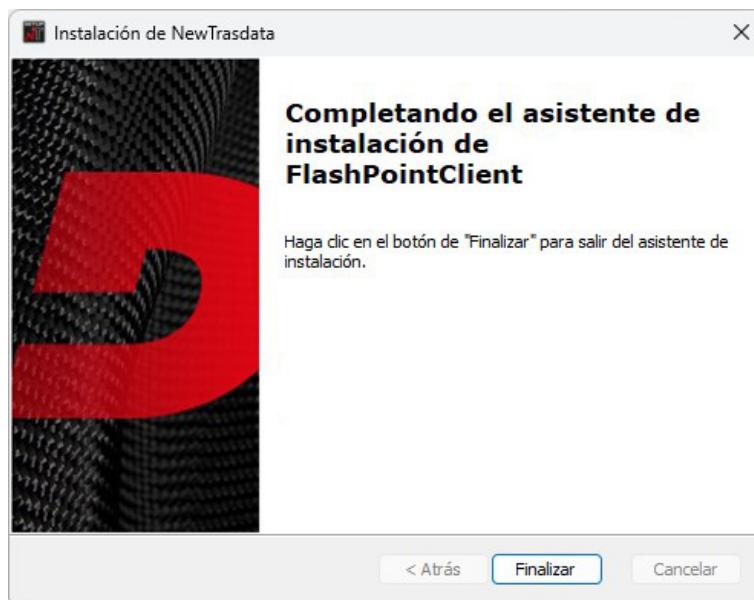 Instalación de NewTrasdata
Completando el asistente de
instalación de
FlashPointClient
Haga clic en el botón de "Finalizar" para salir del asistente de
instalación.
< Atrás
Finalizar
Cancelar